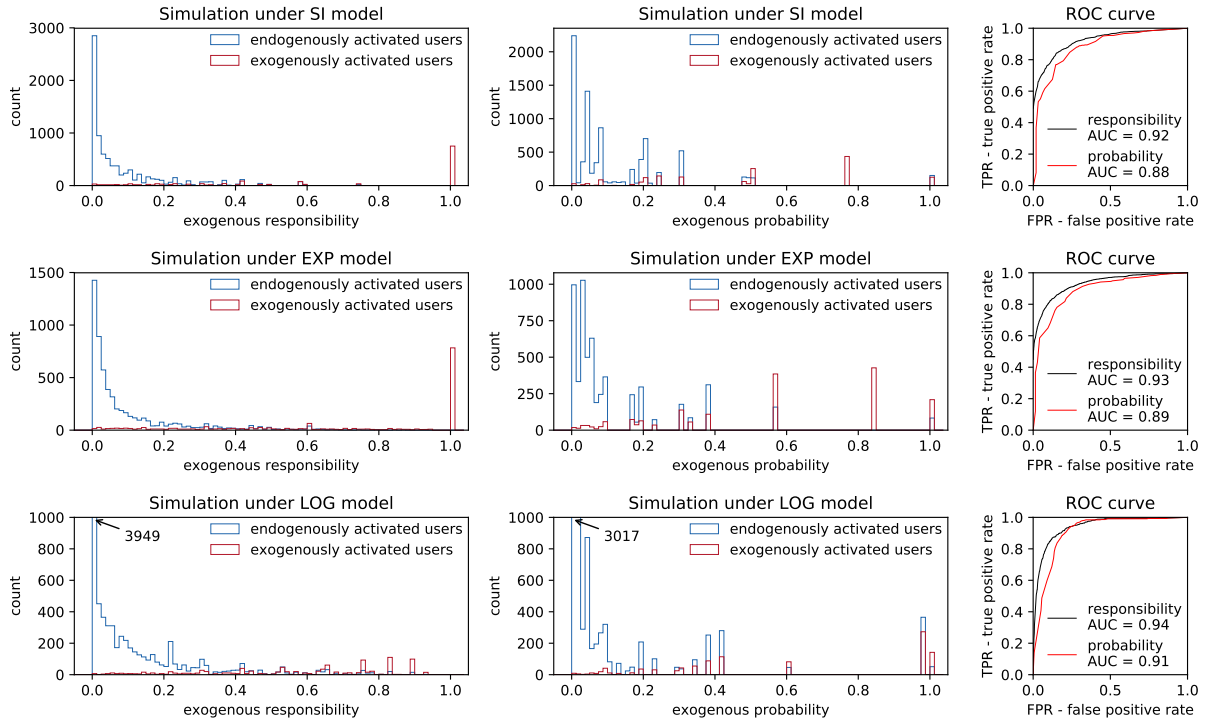 Simulation under SI model
3000
2000
1000
0
count
0.0 0.2 0.4 0.6 0.8 1.0
exogenous responsibility
endogenously activated users
exogenously activated users
Simulation under SI model
2000
1500
1000
500
0
count
0.0 0.2 0.4 0.6 0.8 1.0
exogenous probability
endogenously activated users
exogenously activated users
ROC curve
1.0
0.8
0.6
0.4
0.2
0.0
TPR - true positive rate
0.0 0.5 1.0
FPR - false positive rate
responsibility
AUC = 0.92
probability
AUC = 0.88
Simulation under EXP model
1500
1000
500
0
count
0.0 0.2 0.4 0.6 0.8 1.0
exogenous responsibility
endogenously activated users
exogenously activated users
Simulation under EXP model
1000
750
500
250
0
count
0.0 0.2 0.4 0.6 0.8 1.0
exogenous probability
endogenously activated users
exogenously activated users
ROC curve
1.0
0.8
0.6
0.4
0.2
0.0
TPR - true positive rate
0.0 0.5 1.0
FPR - false positive rate
responsibility
AUC = 0.93
probability
AUC = 0.89
Simulation under LOG model
1000
800
600
400
200
0
count
0.0 0.2 0.4 0.6 0.8 1.0
exogenous responsibility
3949
endogenously activated users
exogenously activated users
Simulation under LOG model
1000
800
600
400
200
0
count
0.0 0.2 0.4 0.6 0.8 1.0
exogenous probability
3017
endogenously activated users
exogenously activated users
ROC curve
1.0
0.8
0.6
0.4
0.2
0.0
TPR - true positive rate
0.0 0.5 1.0
FPR - false positive rate
responsibility
AUC = 0.94
probability
AUC = 0.91